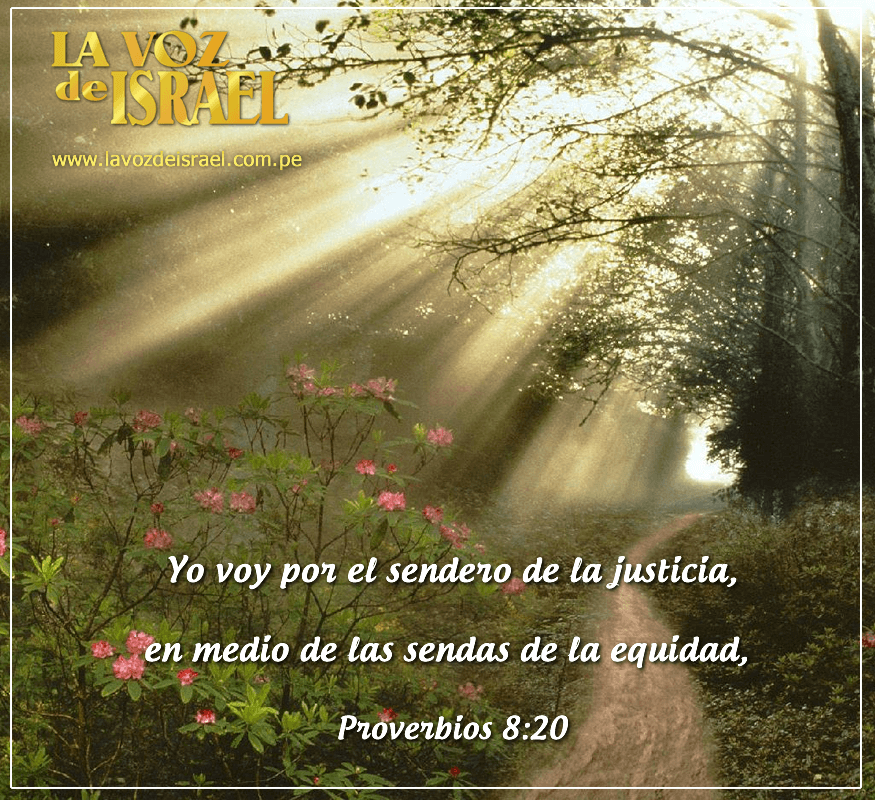 LA VOZ
de ISRAEL
www.lavozdeisrael.com.pe
Yo voy por el sendero de la justicia,
en medio de las sendas de la equidad,
Proverbios 8:20